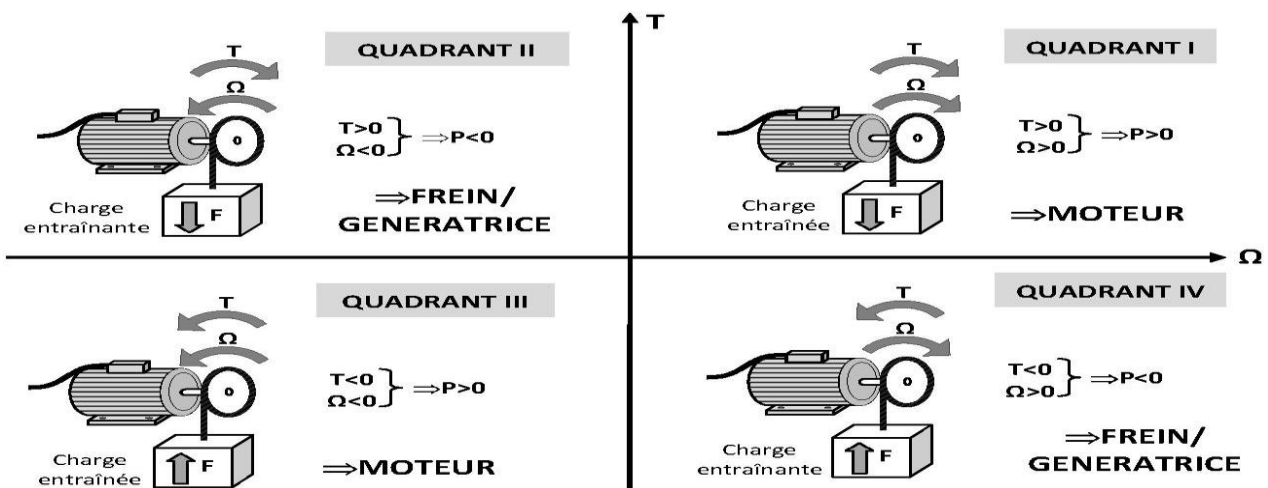 T
QUADRANT II
T
Ω
T>0
Ω<0
⇒P<0
F
Charge
entraînante
⇒FREIN/
GENERATRICE
QUADRANT I
T
Ω
T>0
Ω>0
⇒P>0
F
Charge
entraînée
⇒MOTEUR
Ω
QUADRANT III
T
Ω
T<0
Ω<0
⇒P>0
F
Charge
entraînée
⇒MOTEUR
QUADRANT IV
T
Ω
T<0
Ω>0
⇒P<0
F
Charge
entraînante
⇒FREIN/
GENERATRICE